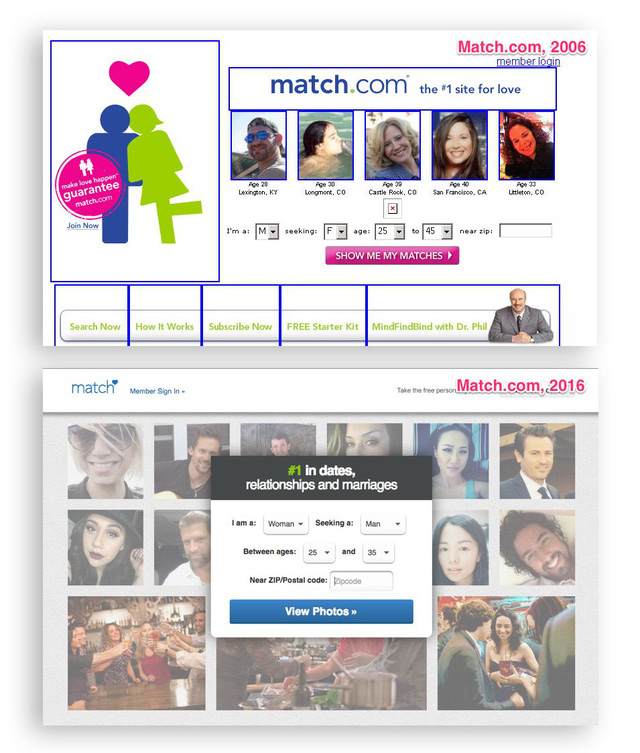 Match.com, 2006
member login
match.com® the #1 site for love
Age 28
Lexington, KY
Age 30
Longmont, CO
Age 39
Castle Rock, CO
Age 40
San Francisco, CA
Age 33
Littleton, CO
make love happen™
guarantee
match.com
Join Now
I'm a: M seeking: F age: 25 to 45 near zip:
SHOW ME MY MATCHES
Search Now How It Works Subscribe Now FREE Starter Kit MindFindBind with Dr. Phil
match
Member Sign In »
Take the free
Match.com, 2016
#1 in dates,
relationships and marriages
I am a: Woman Seeking a: Man
Between ages: 25 and 35
Near ZIP/Postal code: Zipcode
View Photos »